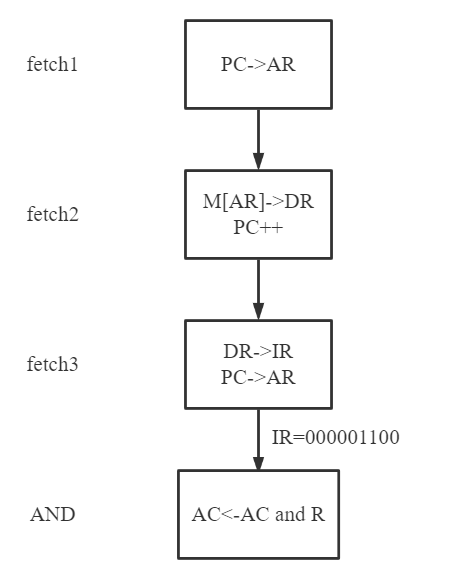 fetch1
PC->AR
fetch2
M[AR]->DR
PC++
fetch3
DR->IR
PC->AR
IR=000001100
AND
AC<-AC and R